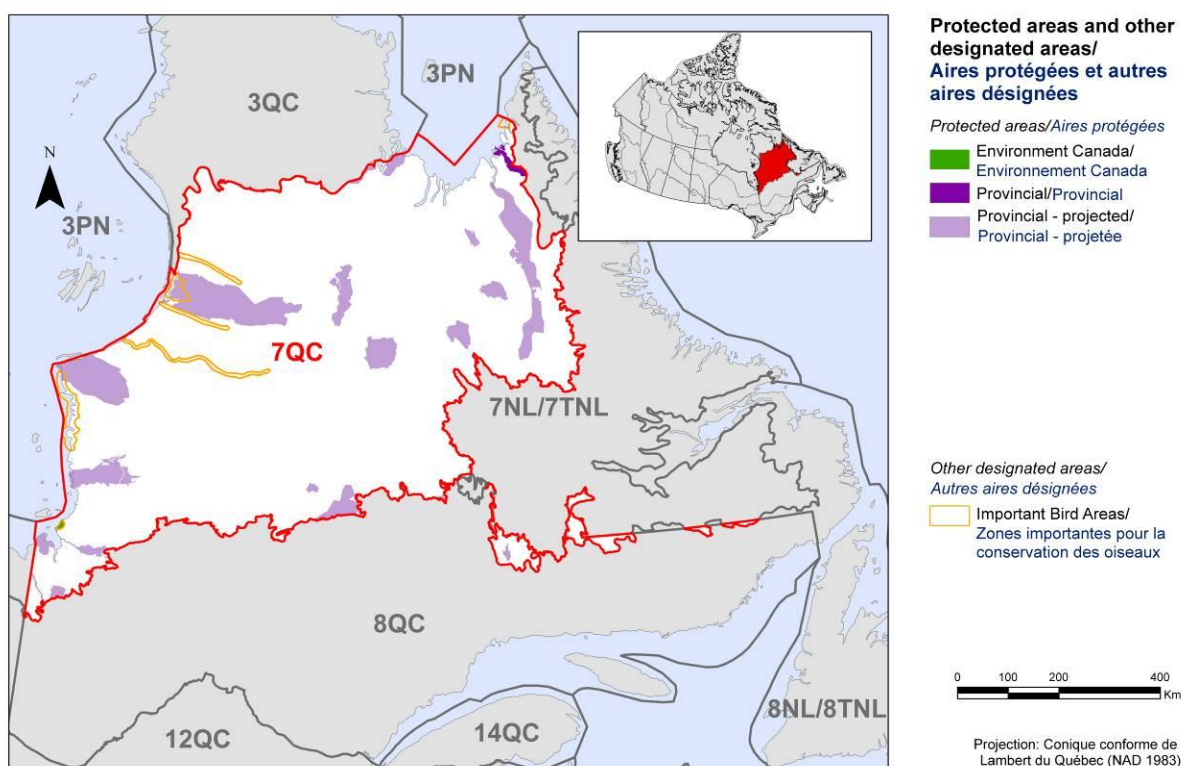 3PN
3QC
N
3PN
7QC
7NL/7TNL
8QC
8NL/8TNL
12QC
14QC
Protected areas and other
designated areas/
Aires protégées et autres
aires désignées
Protected areas/Aires protégées
Environment Canada/
Environnement Canada
Provincial/Provincial
Provincial - projected/
Provincial - projetée
Other designated areas/
Autres aires désignées
Important Bird Areas/
Zones importantes pour la
conservation des oiseaux
0 100 200 400
Km
Projection: Conique conforme de
Lambert du Québec (NAD 1983)